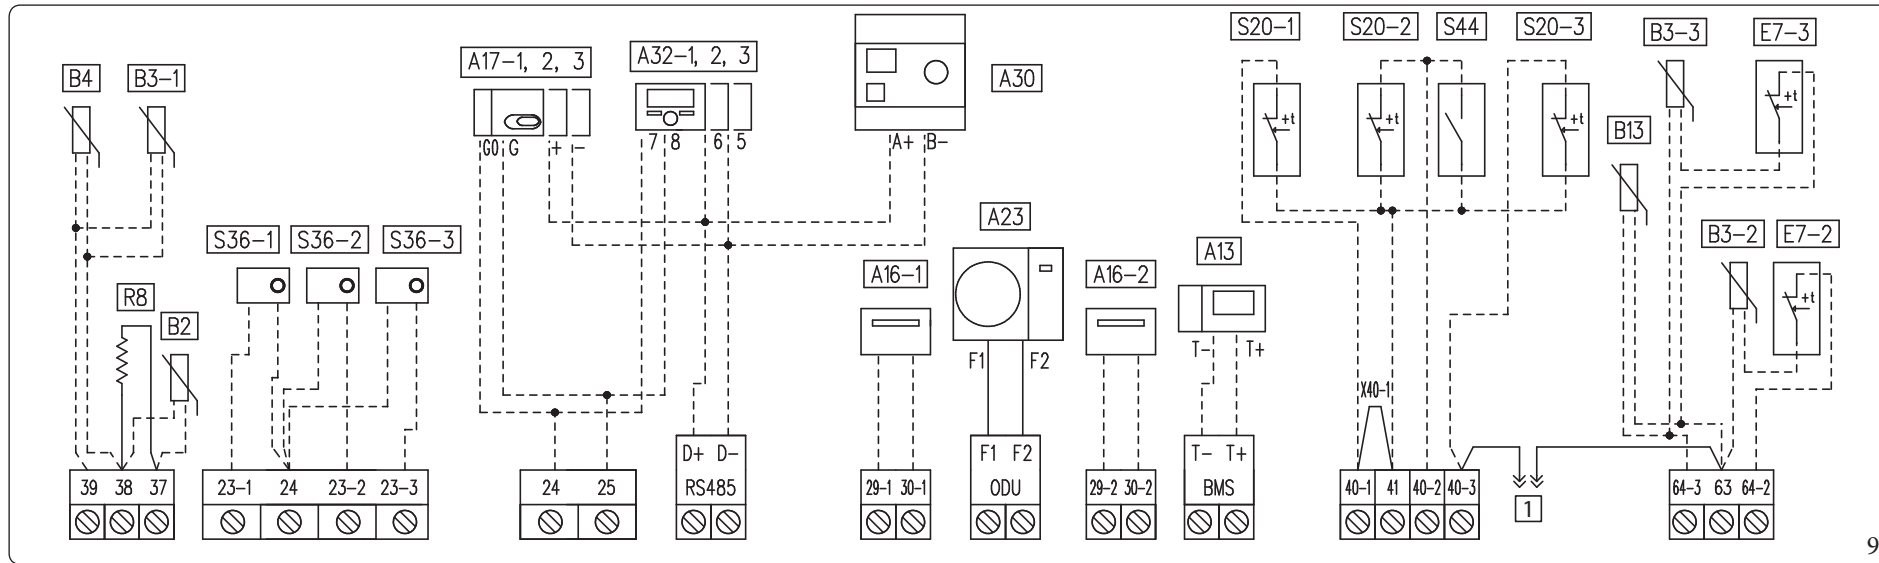 S20-1 S20-2 S44 S20-3 B3-3 E7-3
A17-1, 2, 3 A32-1, 2, 3 A30
B4 B3-1
+t +t +t +t
B13
G0 G + - 7 8 6 5 A+ B-
A23
S36-1 S36-2 S36-3 B3-2 E7-2
A16-1 A16-2 A13
R8 +t
B2
F1 F2 T- T+
X40-1
D+ D- F1 F2 T- T+
39 38 37 23-1 24 23-2 23-3 24 25 RS485 29-1 30-1 ODU 29-2 30-2 BMS 40-1 41 40-2 40-3 64-3 63 64-2
1
9